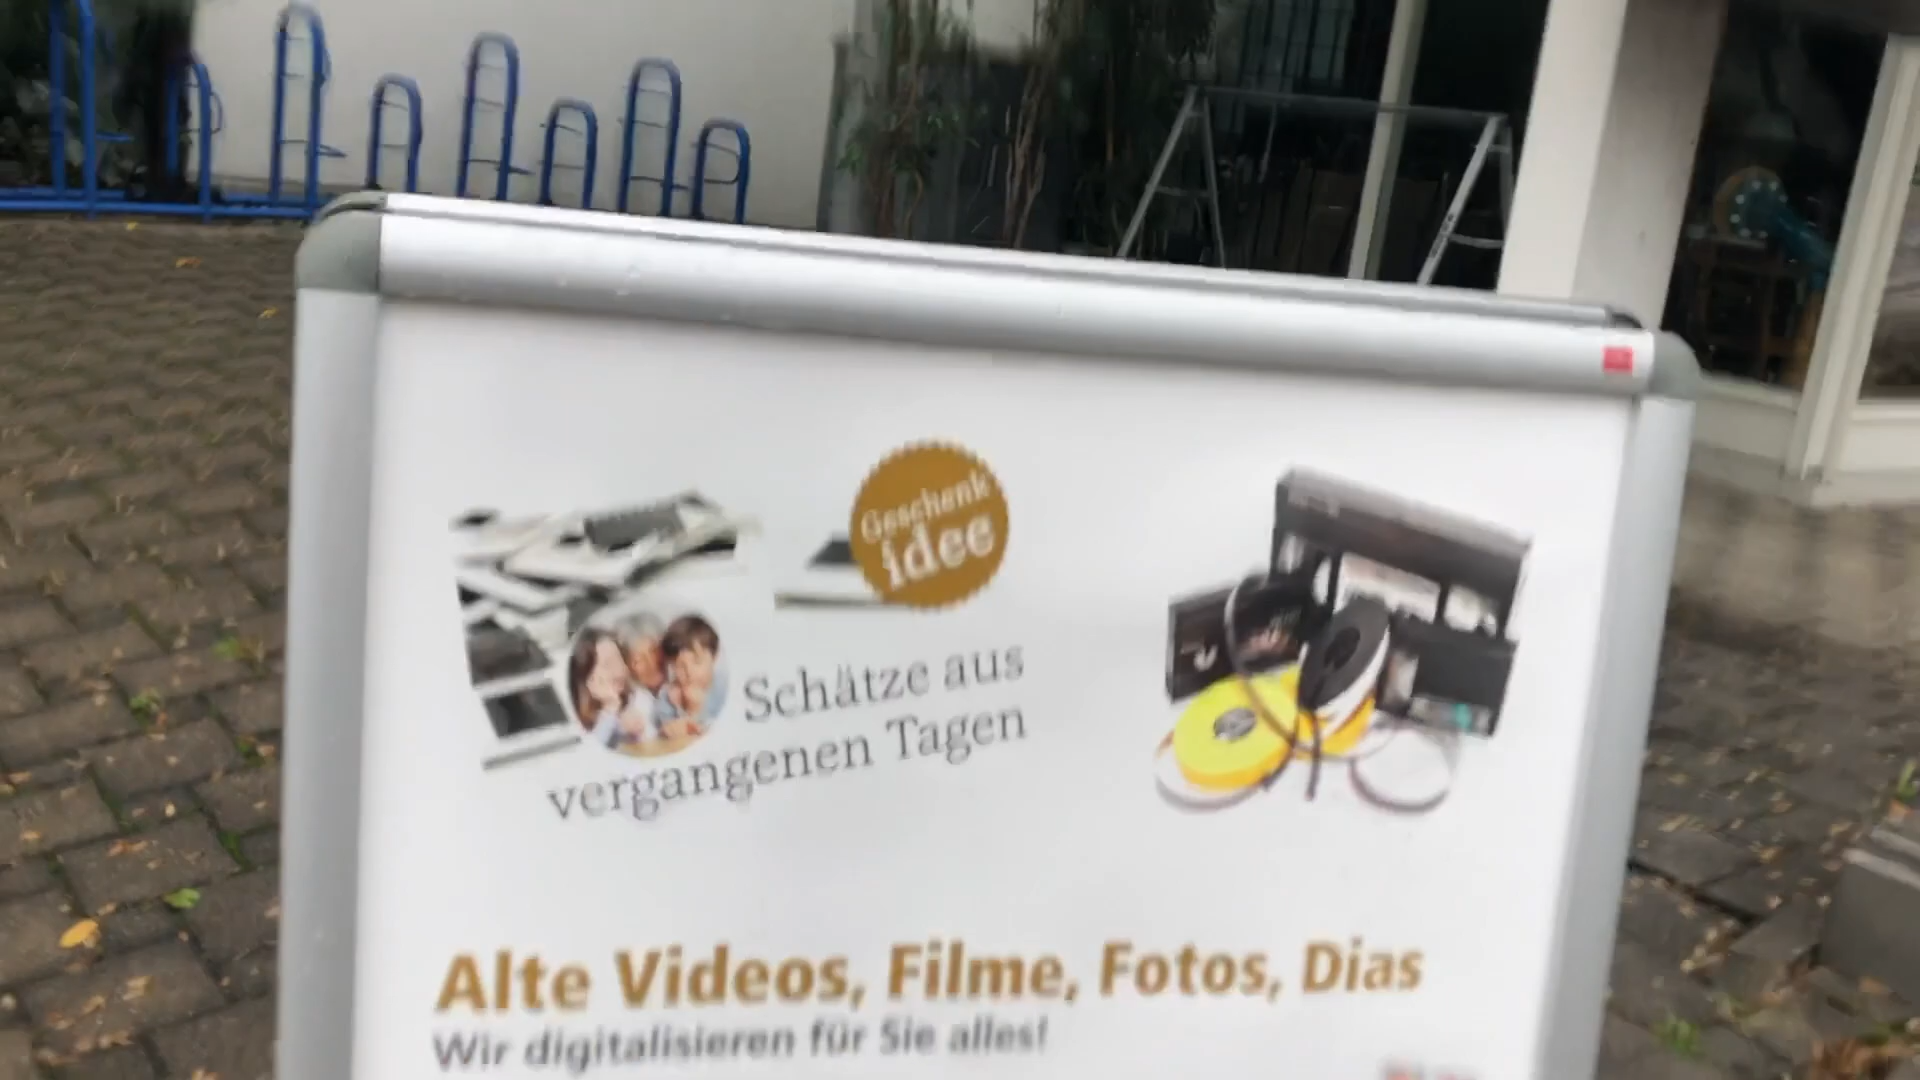 Geschenk
idee
Schätze aus
vergangenen Tagen
Alte Videos, Filme, Fotos, Dias
Wir digitalisieren für Sie alles!